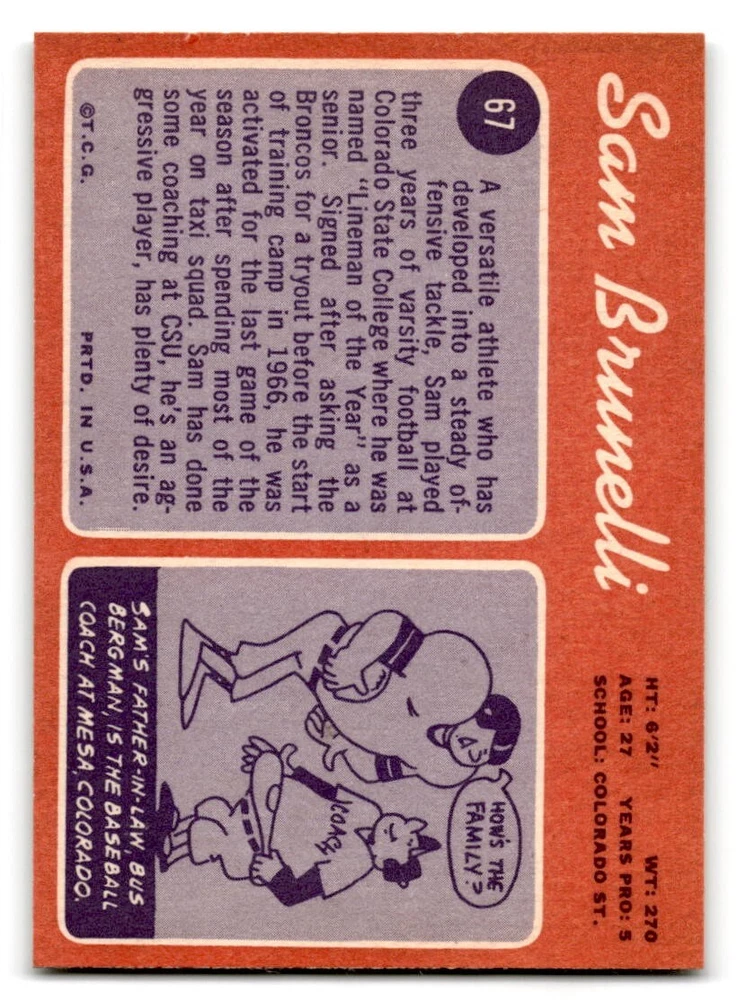 Sam Brunelli
HT: 6'2" WT: 270
AGE: 27 YEARS PRO: 5
SCHOOL: COLORADO ST.
67
A versatile athlete who has
developed into a steady of-
fensive tackle, Sam played
three years of varsity football at
Colorado State College where he was
named "Lineman of the Year" as a
senior. Signed after asking the
Broncos for a tryout before the start
of training camp in 1966, he was
activated for the last game of the
season after spending most of the
year on taxi squad. Sam has done
some coaching at CSU, he's an ag-
gressive player, has plenty of desire.
©T.C.G. PRTD. IN U.S.A.
HOW'S THE
FAMILY?
COACH
SAM'S FATHER-IN-LAW, BUS
BERGMAN, IS THE BASEBALL
COACH AT MESA, COLORADO.